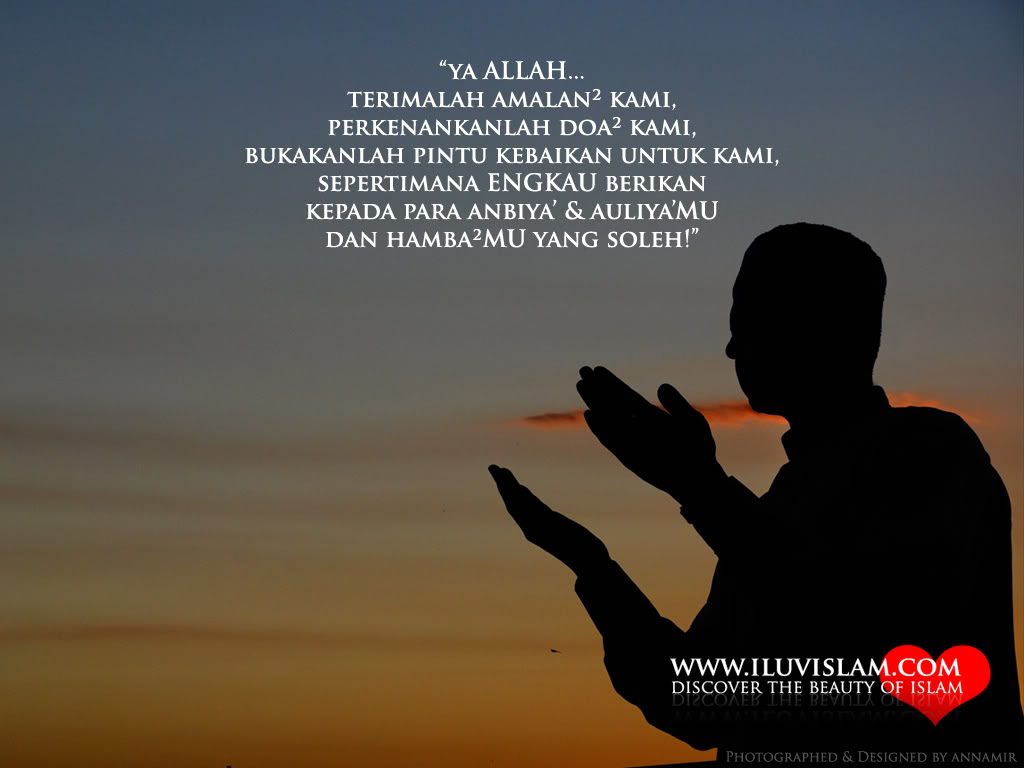 “YA ALLAH...
TERIMALAH AMALAN² KAMI,
PERKENANKANLAH DOA² KAMI,
BUKAKANLAH PINTU KEBAIKAN UNTUK KAMI,
SEPERTIMANA ENGKAU BERIKAN
KEPADA PARA ANBIYA’ & AULIYA’MU
DAN HAMBA²MU YANG SOLEH!”
WWW.ILUVISLAM.COM
DISCOVER THE BEAUTY OF ISLAM
PHOTOGRAPHED & DESIGNED BY ANNAMIR